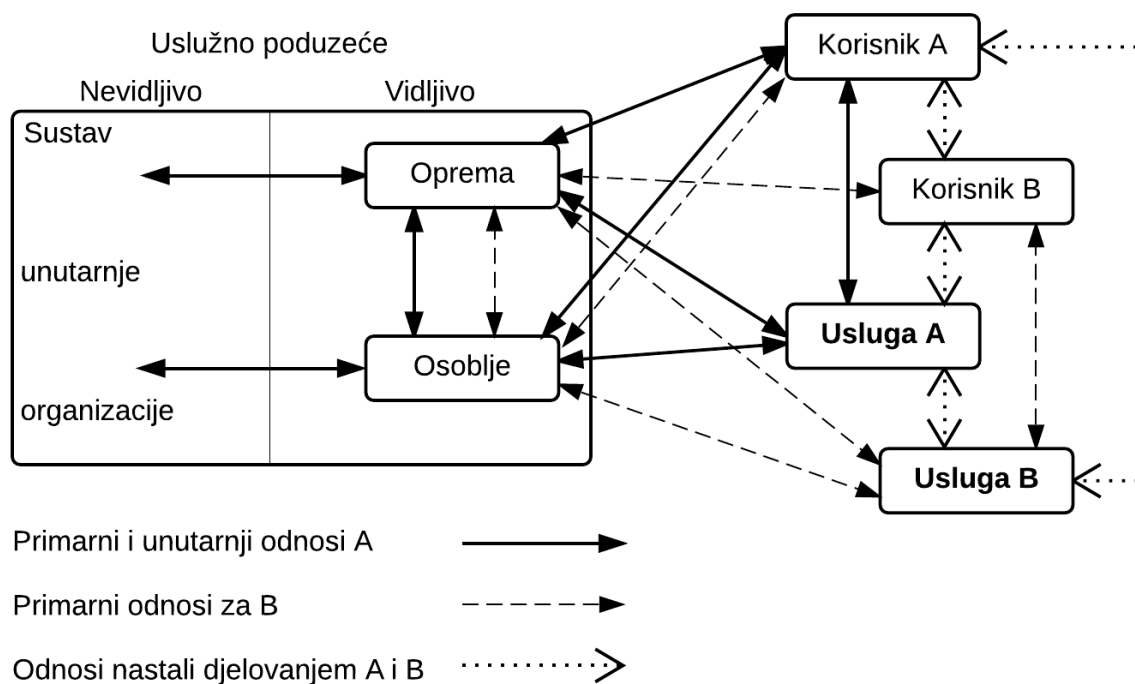 Uslužno poduzeće
Korisnik A
Nevidljivo
Vidljivo
Sustav
Oprema
Korisnik B
unutarnje
Usluga A
Osoblje
organizacije
Usluga B
Primarni i unutarnji odnosi A
Primarni odnosi za B
Odnosi nastali djelovanjem A i B